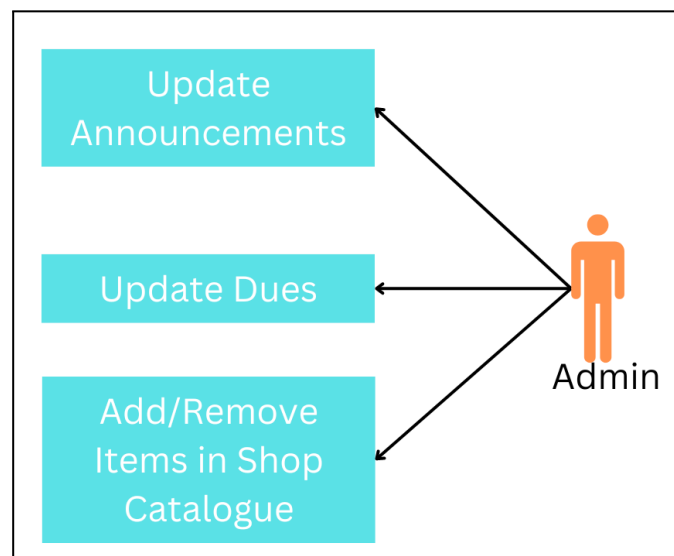 Update
Announcements
Update Dues
Admin
Add/Remove
Items in Shop
Catalogue